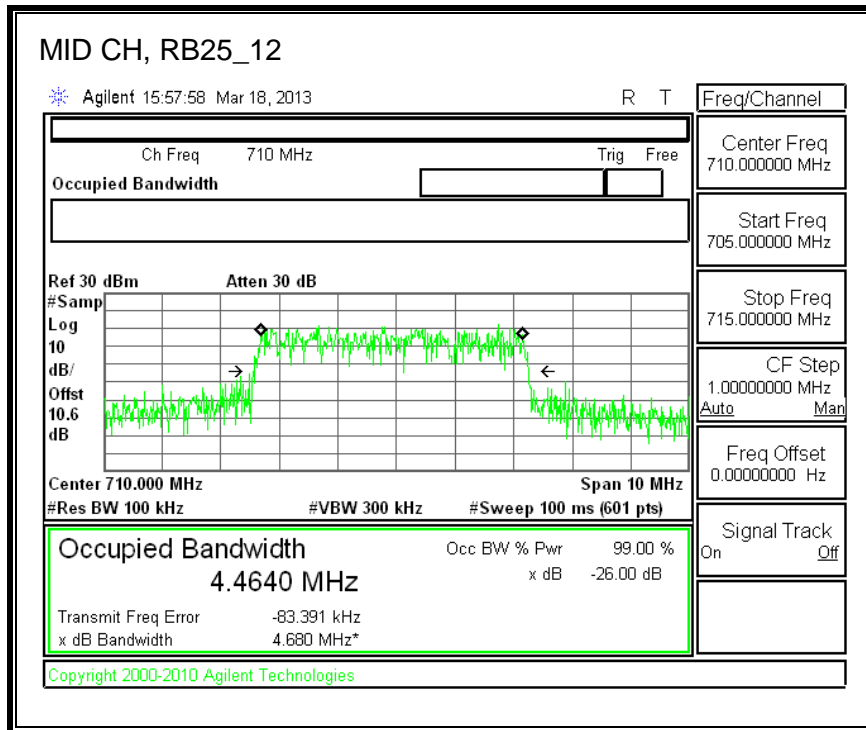 MID CH, RB25_12
Agilent 15:57:58 Mar 18, 2013 R T
Freq/Channel
Ch Freq 710 MHz Trig Free
Occupied Bandwidth
Center Freq
710.000000 MHz
Start Freq
705.000000 MHz
Stop Freq
715.000000 MHz
CF Step
1.00000000 MHz
Auto Man
Freq Offset
0.00000000 Hz
Signal Track
On Off
Ref 30 dBm Atten 30 dB
#Samp
Log
10
dB/
Offst
10.6
dB
Center 710.000 MHz Span 10 MHz
#Res BW 100 kHz #VBW 300 kHz #Sweep 100 ms (601 pts)
Occupied Bandwidth
4.4640 MHz
Occ BW % Pwr 99.00 %
x dB -26.00 dB
Transmit Freq Error -83.391 kHz
x dB Bandwidth 4.680 MHz*
Copyright 2000-2010 Agilent Technologies